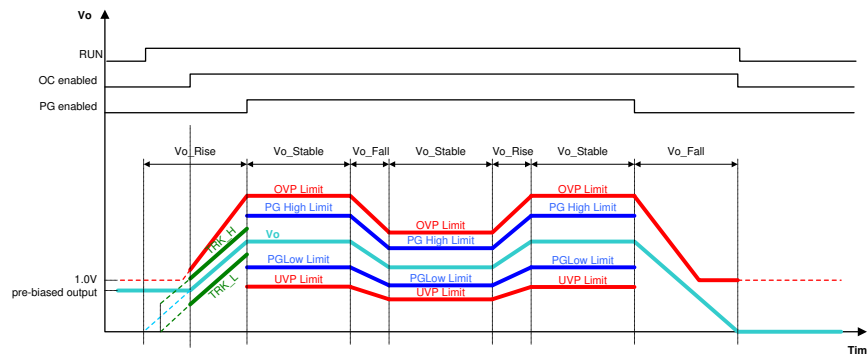 Vo
RUN
OC enabled
PG enabled
Vo_Rise Vo_Stable Vo_Fall Vo_Stable Vo_Rise Vo_Stable Vo_Fall
OVP Limit OVP Limit
PG High Limit PG High Limit
OVP Limit
TRK_H Vo PG High Limit
PGLow Limit PGLow Limit
1.0V TRK_L UVP Limit PGLow Limit UVP Limit
pre-biased output UVP Limit
Tim